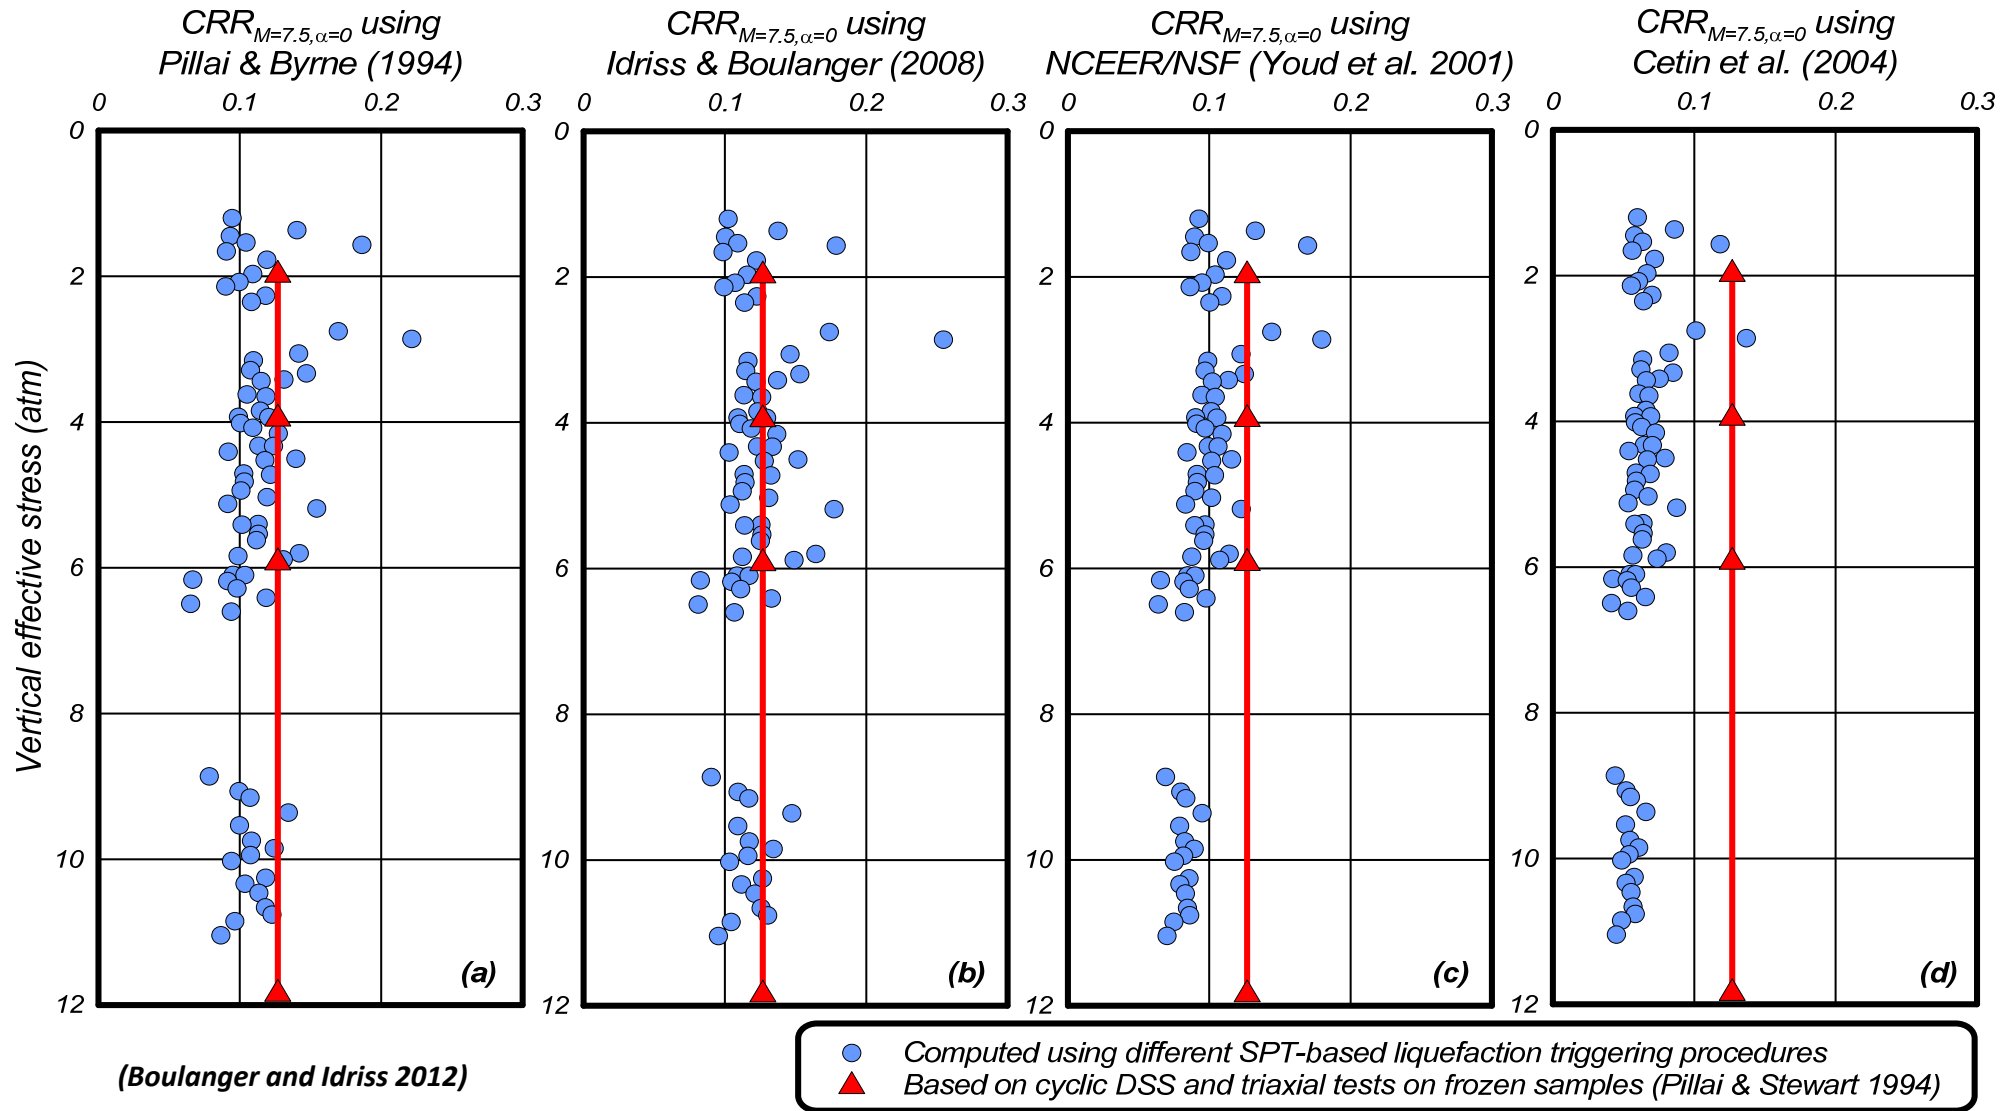 CRR M=7.5,α=0 using
Pillai & Byrne (1994)
CRR M=7.5,α=0 using
Idriss & Boulanger (2008)
CRR M=7.5,α=0 using
NCEER/NSF (Youd et al. 2001)
CRR M=7.5,α=0 using
Cetin et al. (2004)
0 0.1 0.2 0.3
0 0.1 0.2 0.3
0 0.1 0.2 0.3
0 0.1 0.2 0.3
Vertical effective stress (atm)
0
2
4
6
8
10
12
(a)
0
2
4
6
8
10
12
(b)
0
2
4
6
8
10
12
(c)
0
2
4
6
8
10
12
(d)
(Boulanger and Idriss 2012)
Computed using different SPT-based liquefaction triggering procedures
Based on cyclic DSS and triaxial tests on frozen samples (Pillai & Stewart 1994)